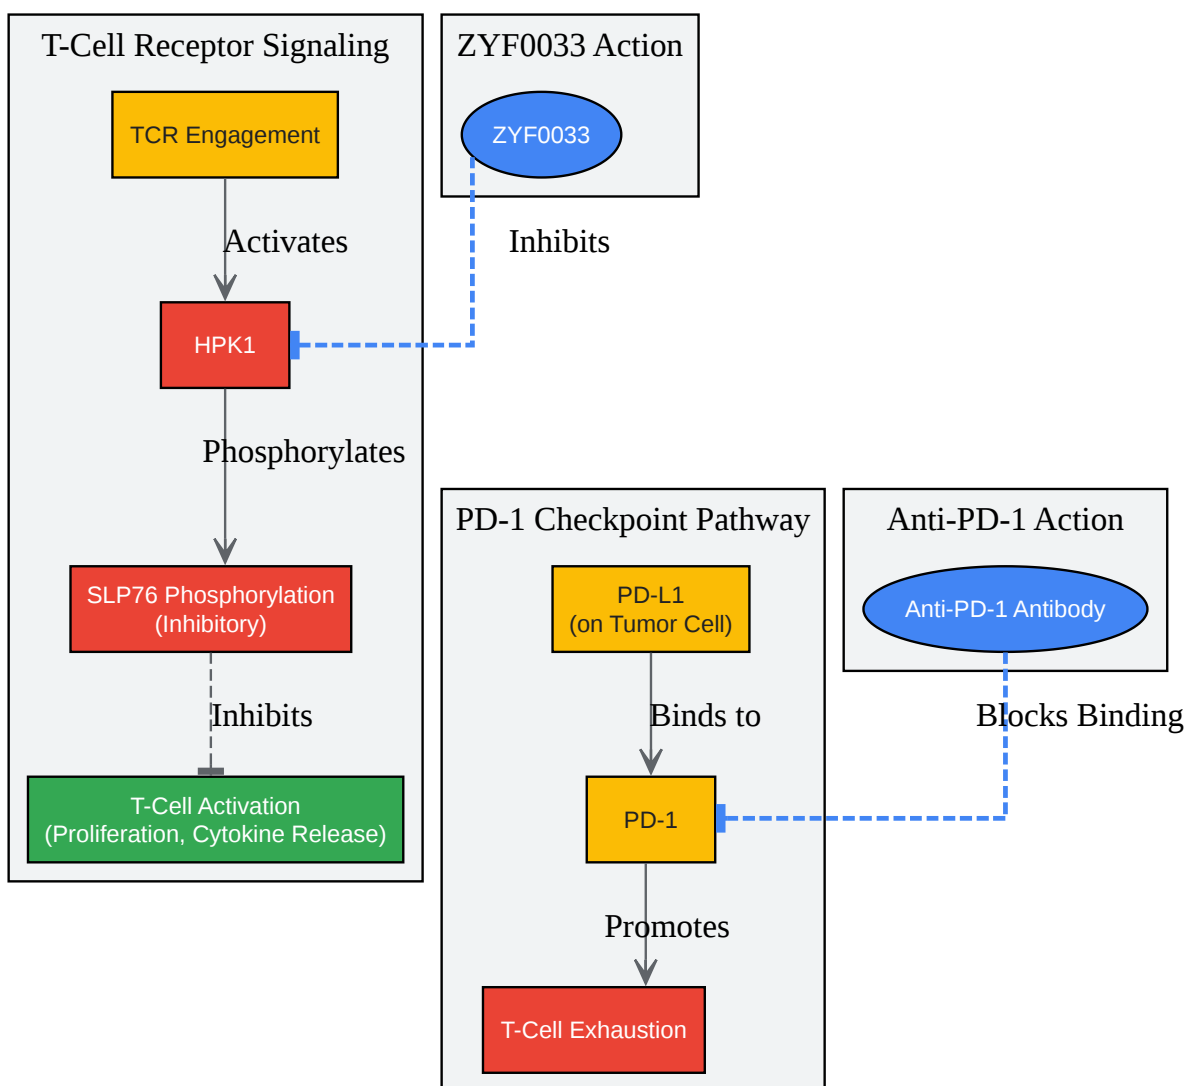 T-Cell Receptor Signaling
TCR Engagement
Activates
HPK1
Phosphorylates
SLP76 Phosphorylation
(Inhibitory)
Inhibits
T-Cell Activation
(Proliferation, Cytokine Release)
ZYF0033 Action
ZYF0033
Inhibits
PD-1 Checkpoint Pathway
PD-L1
(on Tumor Cell)
Binds to
PD-1
Promotes
T-Cell Exhaustion
Anti-PD-1 Action
Anti-PD-1 Antibody
Blocks Binding